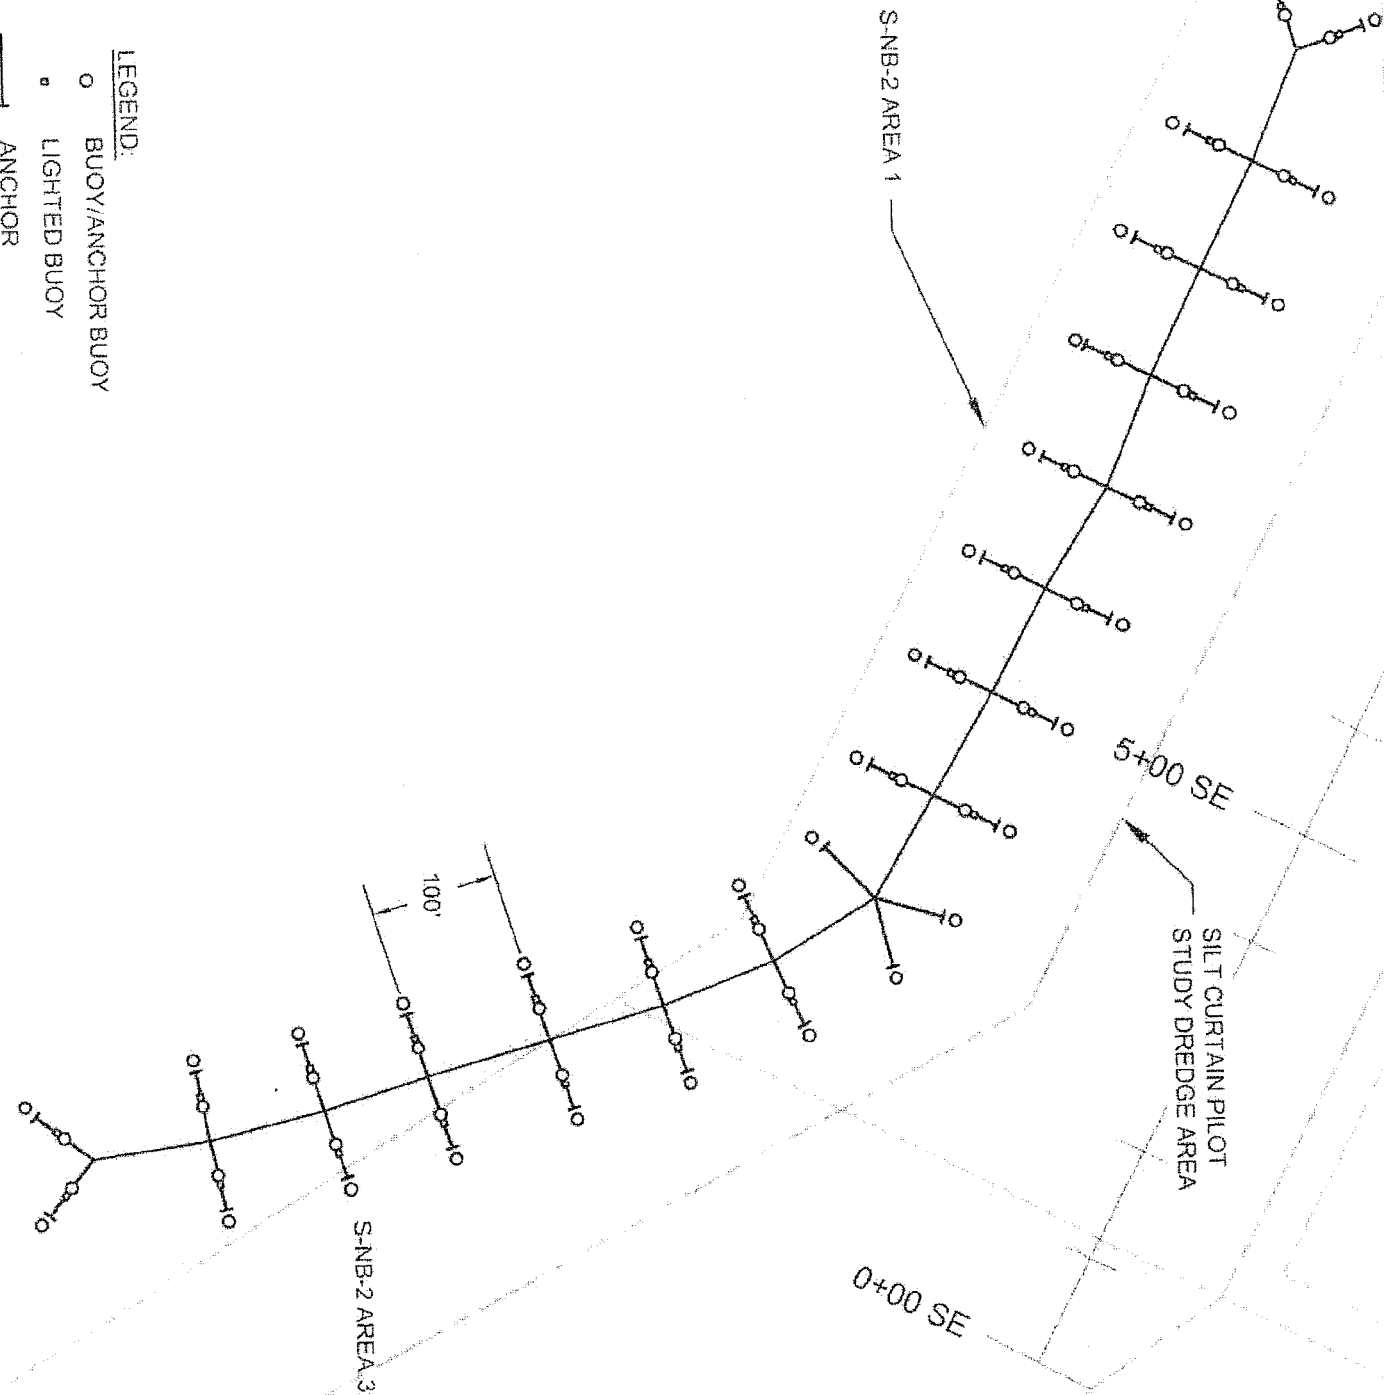 S-NB-2 AREA 1
5+00 SE
SILT CURTAIN PILOT
STUDY DREDGE AREA
100'
0+00 SE
S-NB-2 AREA 3
LEGEND:
BUOY/ANCHOR BUOY
LIGHTED BUOY
ANCHOR